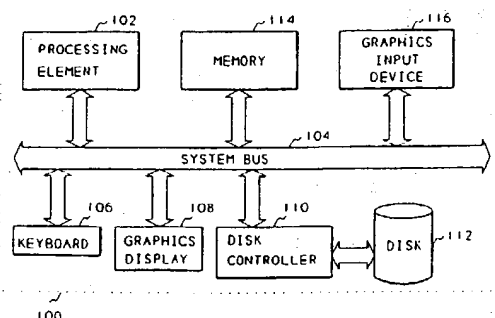 102
114
116
PROCESSING
ELEMENT
MEMORY
GRAPHICS
INPUT
DEVICE
104
SYSTEM BUS
106
108
110
KEYBOARD
GRAPHICS
DISPLAY
DISK
CONTROLLER
DISK
112
100